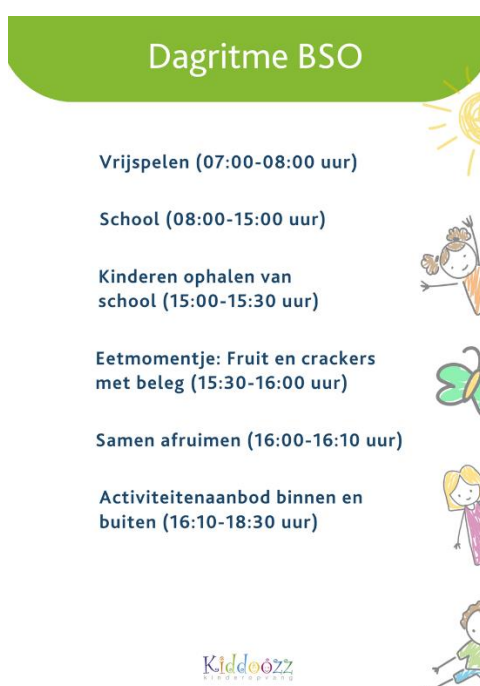 Dagritme BSO
Vrijspelen (07:00-08:00 uur)
School (08:00-15:00 uur)
Kinderen ophalen van
school (15:00-15:30 uur)
Eetmomentje: Fruit en crackers
met beleg (15:30-16:00 uur)
Samen afruimen (16:00-16:10 uur)
Activiteitenaanbod binnen en
buiten (16:10-18:30 uur)
Kiddoozz
kinderopvang